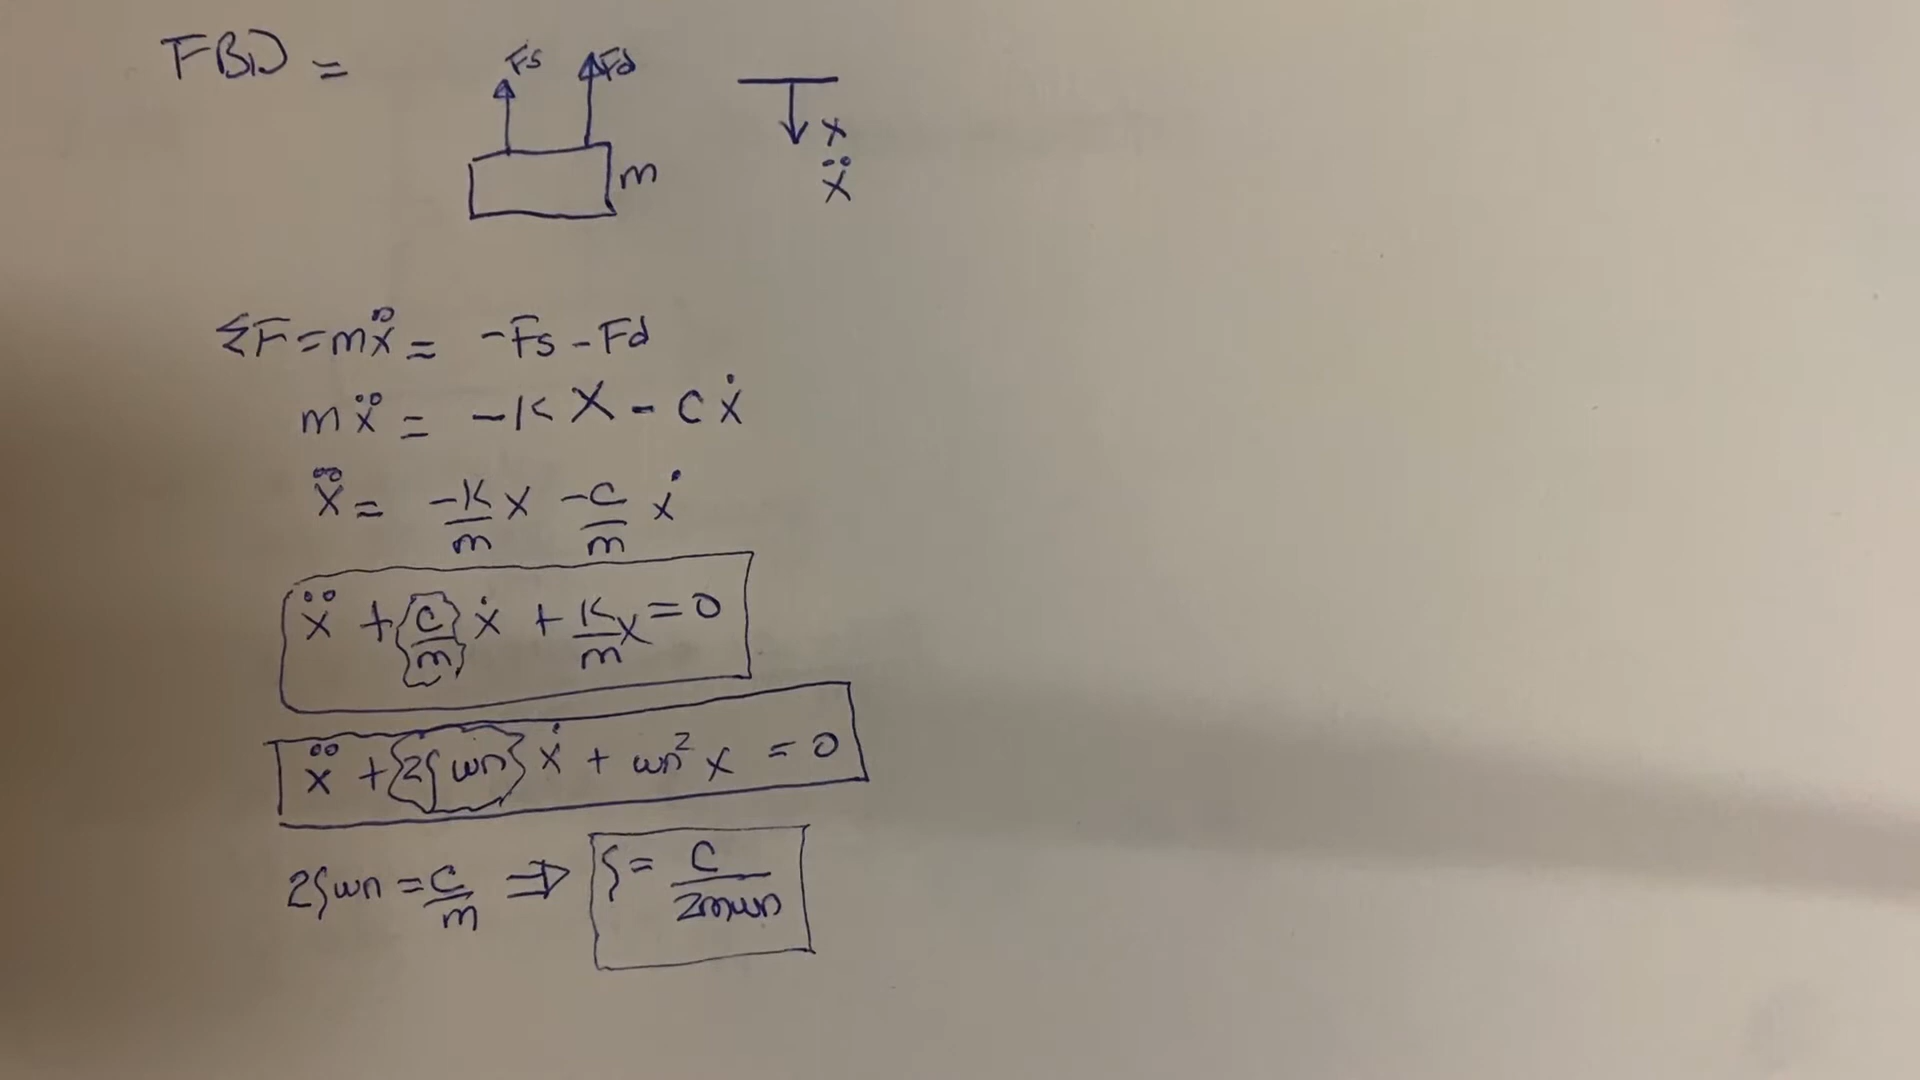 FBD =
Fs Fd
m
x
ẍ
ΣF = mẍ = -Fs - Fd
mẍ = -Kx - cẋ
ẍ = -K/m x -c/m ẋ
ẍ + {c/m} ẋ + K/m x = 0
ẍ + {2ζωn} ẋ + ωn² x = 0
2ζωn = c/m ⇒ ζ = c/2mωn